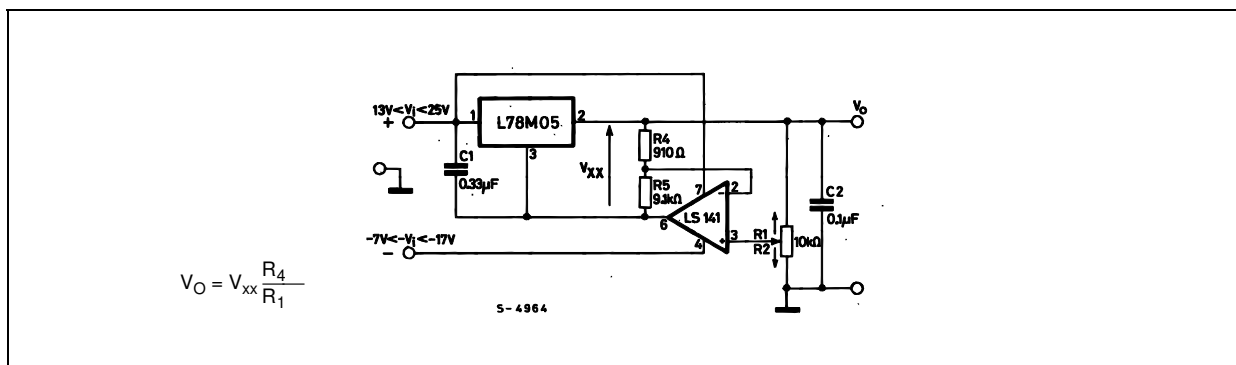 13V<Vi<25V
+
1
L78M05
2
3
C1
0.33µF
VXX
R4
910Ω
R5
9.1kΩ
7
2
-
LS 141
6
+
3
4
R1
R2
10kΩ
C2
0.1µF
Vo
-7V<-Vi<-17V
-
VO = Vxx R4
R1
S-4964